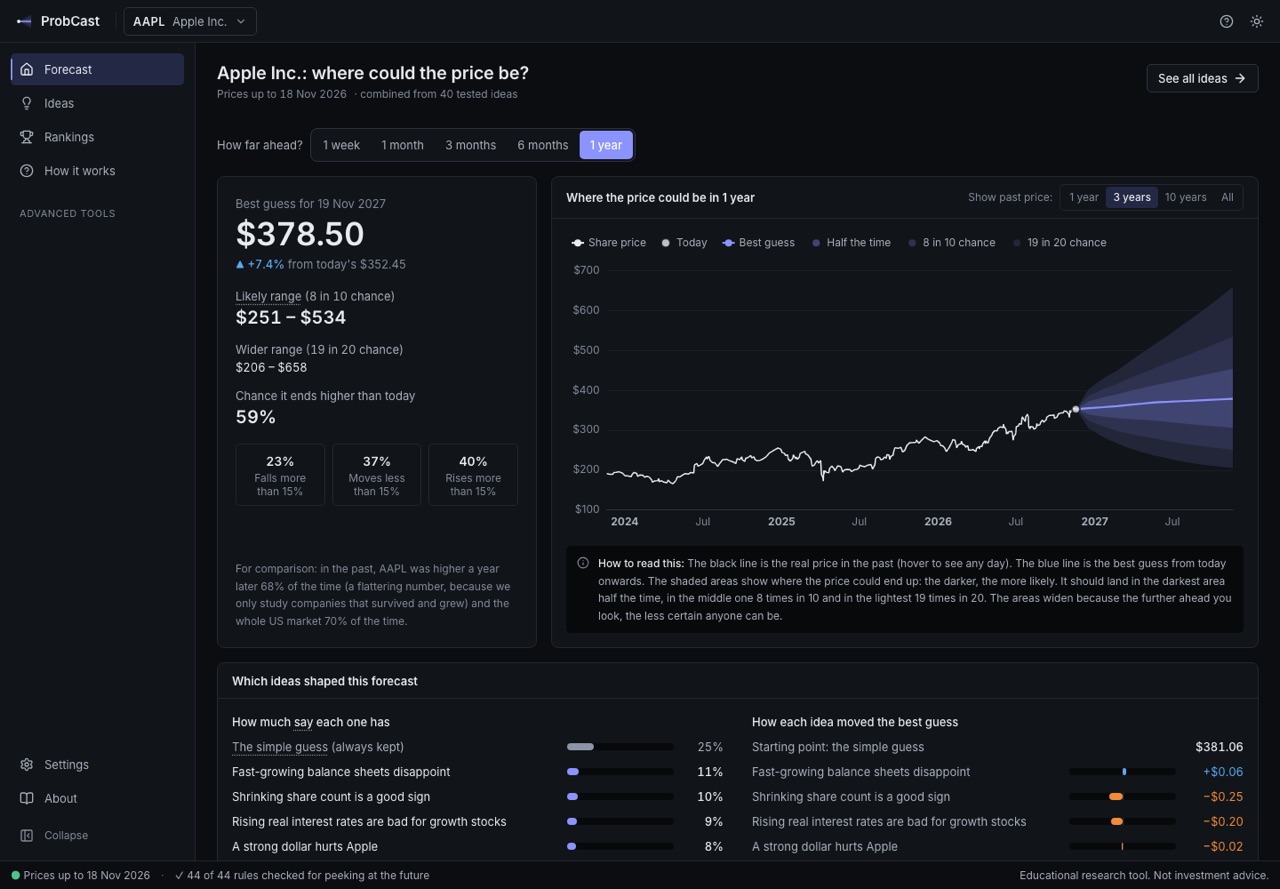 ProbCast
AAPL Apple Inc.
Forecast
Ideas
Rankings
How it works
ADVANCED TOOLS
Settings
About
Collapse
Apple Inc.: where could the price be?
Prices up to 18 Nov 2026 · combined from 40 tested ideas
See all ideas →
How far ahead? 1 week 1 month 3 months 6 months 1 year
Best guess for 19 Nov 2027
$378.50
▲ +7.4% from today's $352.45
Likely range (8 in 10 chance)
$251 – $534
Wider range (19 in 20 chance)
$206 – $658
Chance it ends higher than today
59%
23%
Falls more
than 15%
37%
Moves less
than 15%
40%
Rises more
than 15%
For comparison: in the past, AAPL was higher a year
later 68% of the time (a flattering number, because we
only study companies that survived and grew) and the
whole US market 70% of the time.
Where the price could be in 1 year
Show past price: 1 year 3 years 10 years All
Share price Today Best guess Half the time 8 in 10 chance 19 in 20 chance
$700
$600
$500
$400
$300
$200
$100
2024 Jul 2025 Jul 2026 Jul 2027 Jul
How to read this: The black line is the real price in the past (hover to see any day). The blue line is the best guess from today
onwards. The shaded areas show where the price could end up: the darker, the more likely. It should land in the darkest area
half the time, in the middle one 8 times in 10 and in the lightest 19 times in 20. The areas widen because the further ahead you
look, the less certain anyone can be.
Which ideas shaped this forecast
How much say each one has
The simple guess (always kept) 25%
Fast-growing balance sheets disappoint 11%
Shrinking share count is a good sign 10%
Rising real interest rates are bad for growth stocks 9%
A strong dollar hurts Apple 8%
How each idea moved the best guess
Starting point: the simple guess $381.06
Fast-growing balance sheets disappoint +$0.06
Shrinking share count is a good sign −$0.25
Rising real interest rates are bad for growth stocks −$0.20
A strong dollar hurts Apple −$0.02
Prices up to 18 Nov 2026 · ✓ 44 of 44 rules checked for peeking at the future
Educational research tool. Not investment advice.